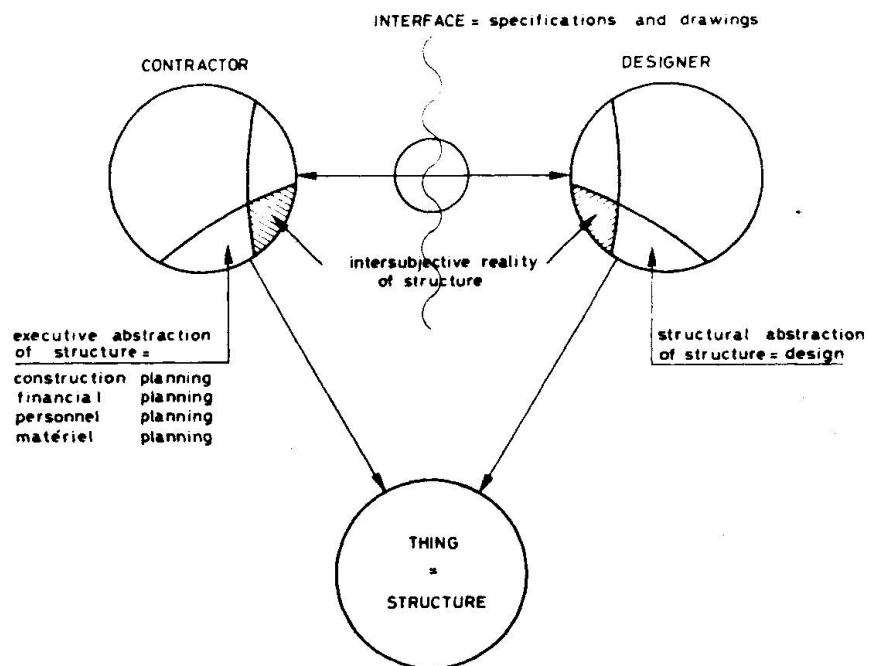 INTERFACE = specifications and drawings
CONTRACTOR
DESIGNER
intersubjective reality
of structure
executive abstraction
of structure =
construction planning
financial planning
personnel planning
matériel planning
structural abstraction
of structure = design
THING
=
STRUCTURE